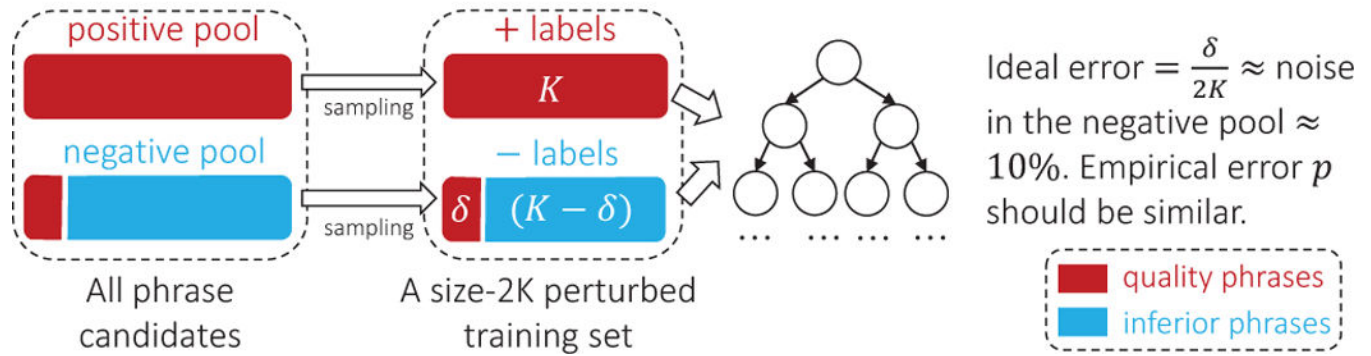 positive pool
sampling
+ labels
K
negative pool
sampling
− labels
δ (K − δ)
... ... ... ...
All phrase
candidates
A size-2K perturbed
training set
Ideal error = δ/2K ≈ noise
in the negative pool ≈
10%. Empirical error p
should be similar.
quality phrases
inferior phrases